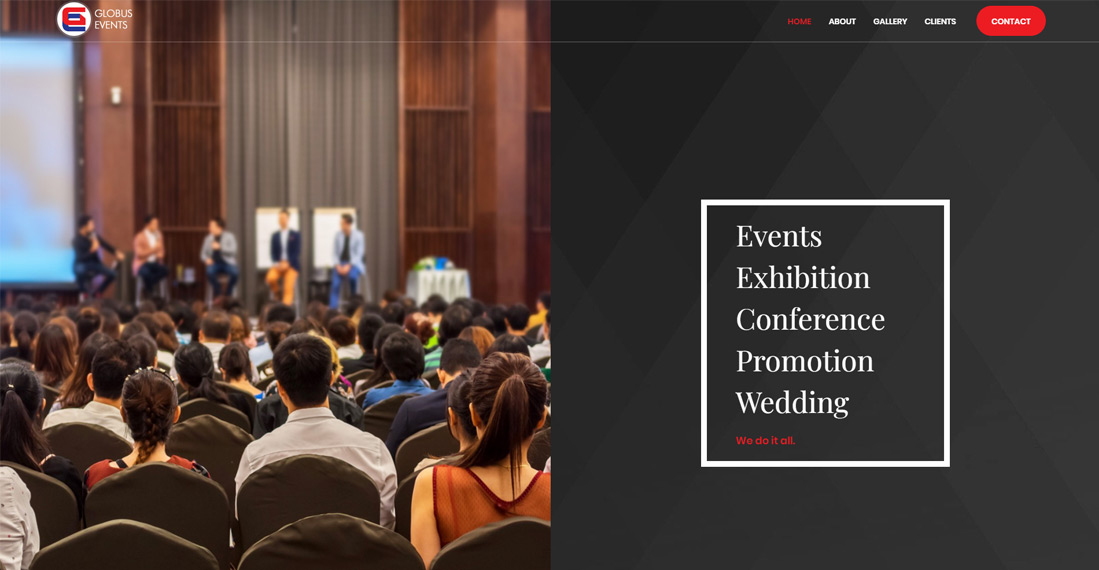 GLOBUS
EVENTS
HOME ABOUT GALLERY CLIENTS CONTACT
Events
Exhibition
Conference
Promotion
Wedding
We do it all.